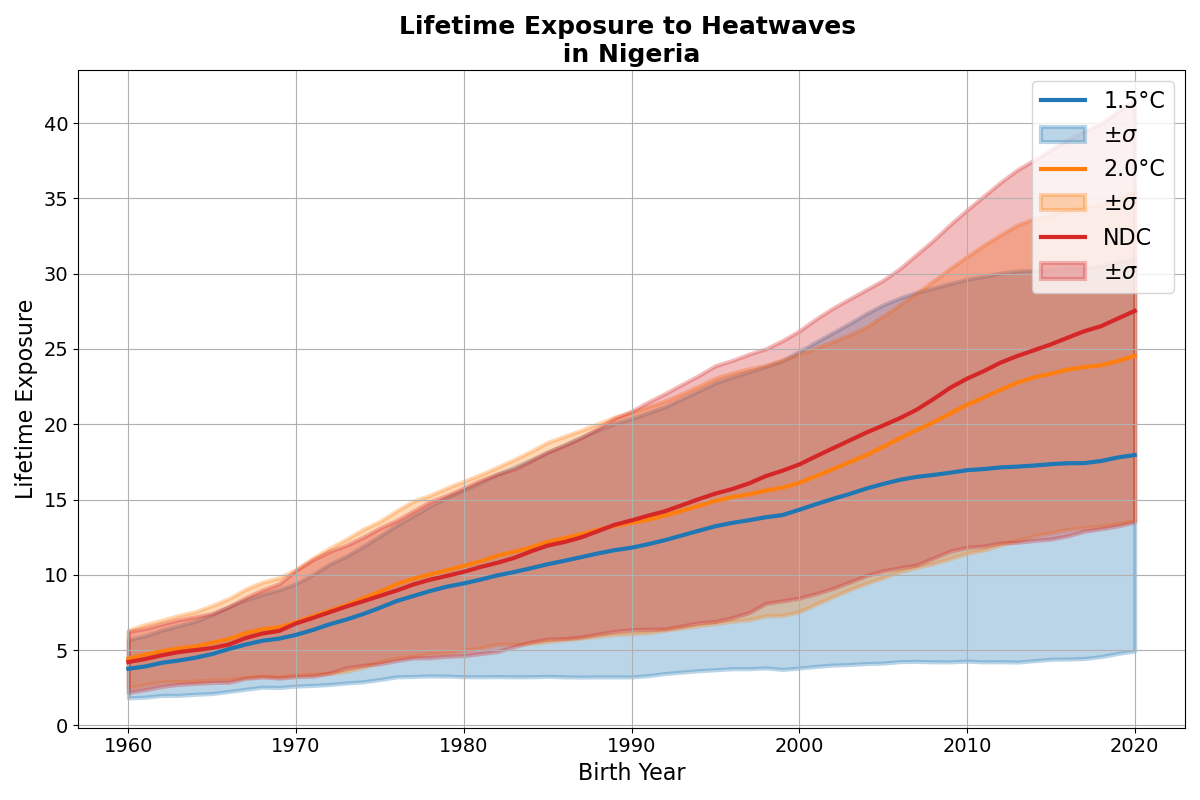 Lifetime Exposure to Heatwaves
in Nigeria
Lifetime Exposure
40
35
30
25
20
15
10
5
0
1.5°C
±σ
2.0°C
±σ
NDC
±σ
1960
1970
1980
1990
2000
2010
2020
Birth Year